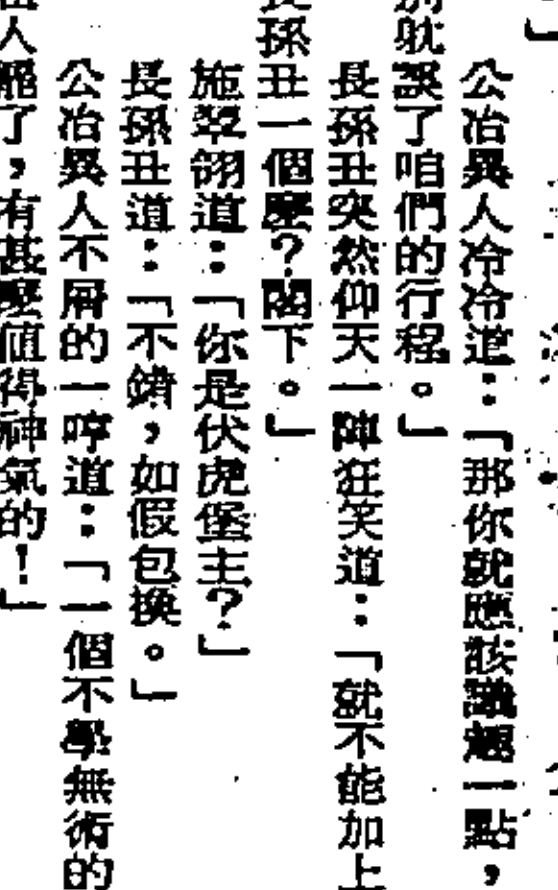 」
公冶異人冷冷道：「那你就應該識趣一點，
別耽誤了咱們的行程。」
長孫丑突然仰天一陣狂笑道：「就不能加上
長孫丑一個麼？閣下。」
施翠翎道：「你是伏虎堡主？」
長孫丑道：「不錯，如假包換。」
公冶異人不屑的一哼道：「一個不學無術的
人罷了，有甚麼值得神氣的！」